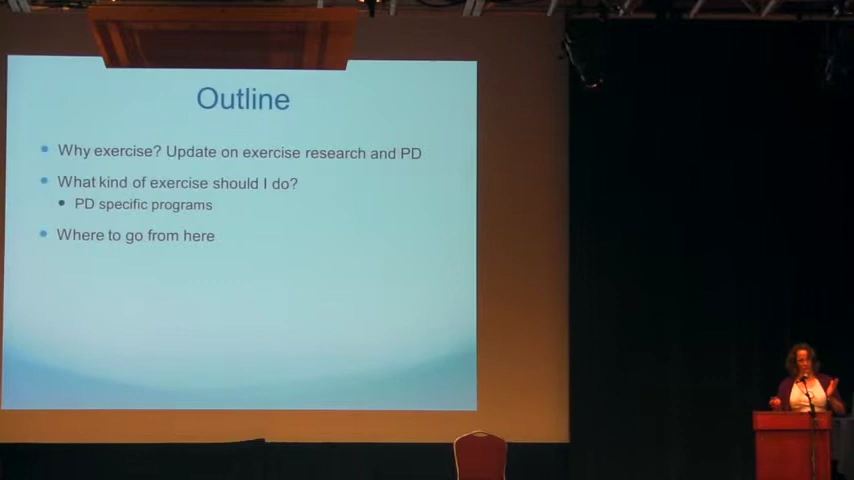 Outline
Why exercise? Update on exercise research and PD
What kind of exercise should I do?
PD specific programs
Where to go from here